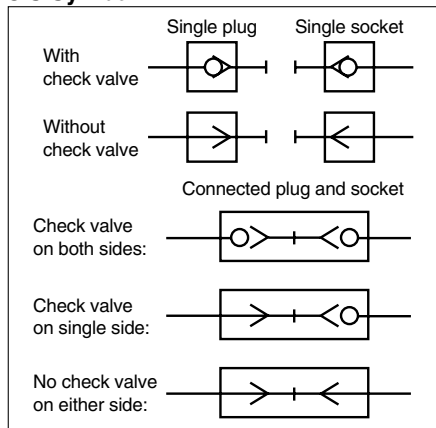 Single plug Single socket
With
check valve
Without
check valve
Connected plug and socket
Check valve
on both sides:
Check valve
on single side:
No check valve
on either side: